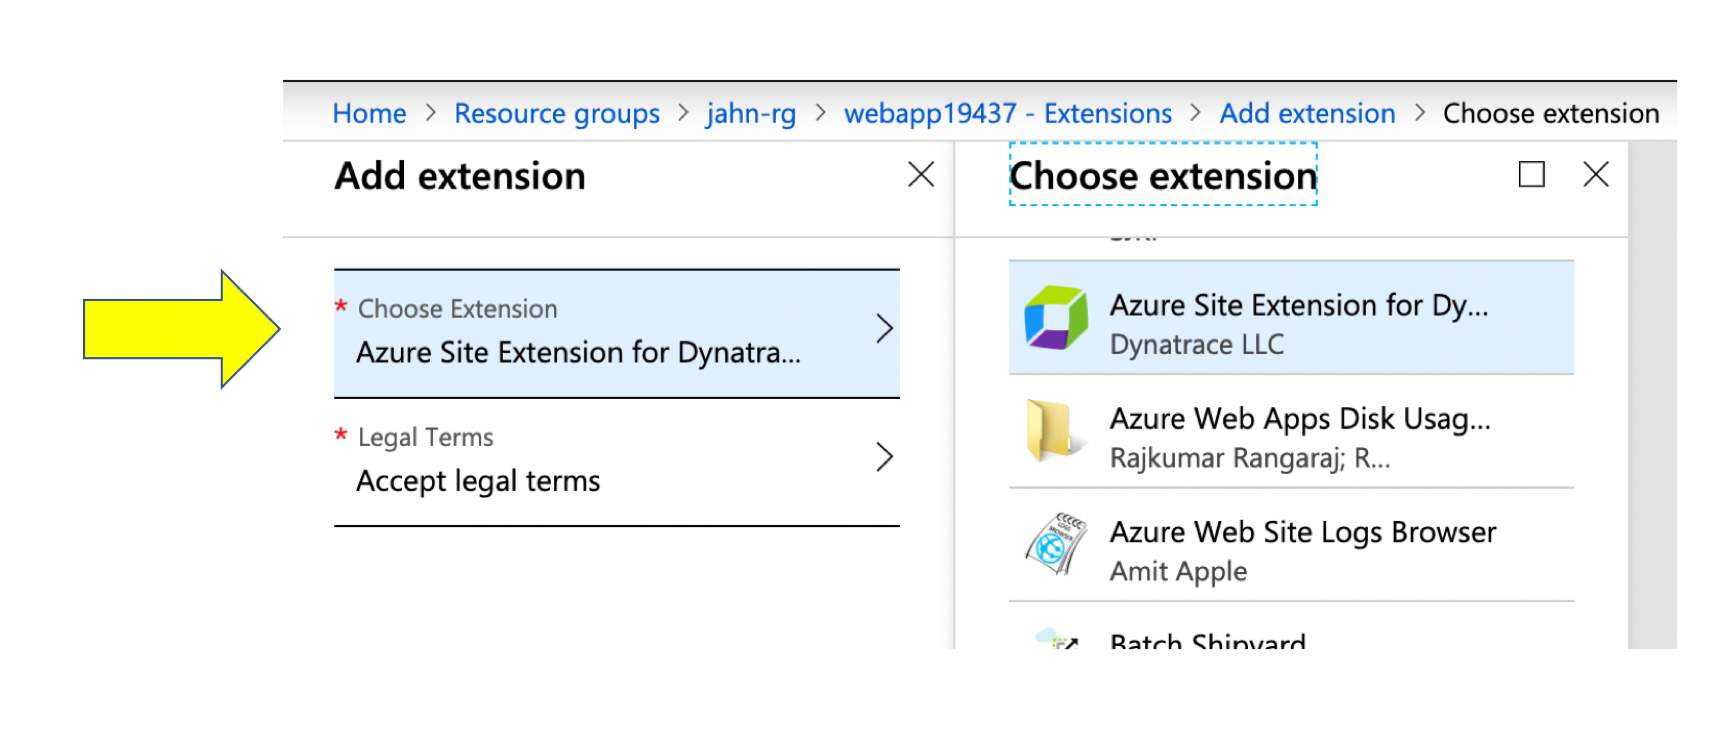 Home > Resource groups > jahn-rg > webapp19437 - Extensions > Add extension > Choose extension
Add extension
* Choose Extension
Azure Site Extension for Dynatra...
* Legal Terms
Accept legal terms
Choose extension
Azure Site Extension for Dy...
Dynatrace LLC
Azure Web Apps Disk Usag...
Rajkumar Rangaraj; R...
Azure Web Site Logs Browser
Amit Apple
Batch Shipyard